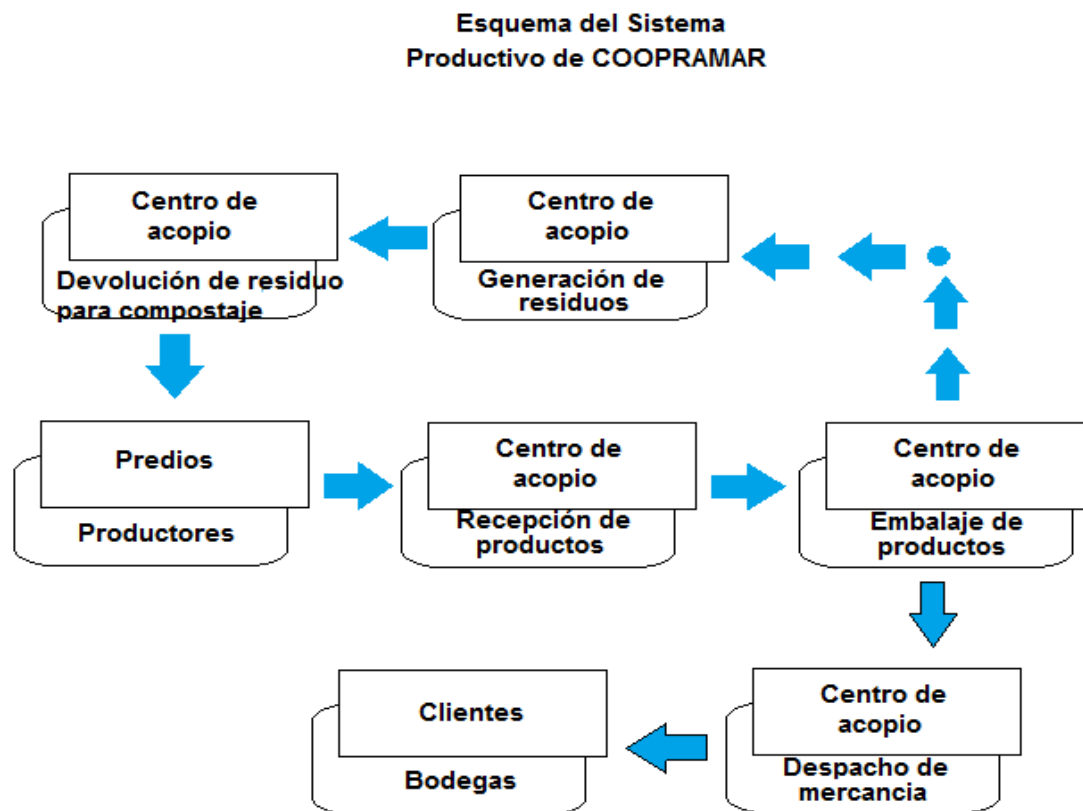 Esquema del Sistema
Productivo de COOPRAMAR
Centro de
acopio
Devolución de residuo
para compostaje
Centro de
acopio
Generación de
residuos
Predios
Productores
Centro de
acopio
Recepción de
productos
Centro de
acopio
Embalaje de
productos
Clientes
Bodegas
Centro de
acopio
Despacho de
mercancia